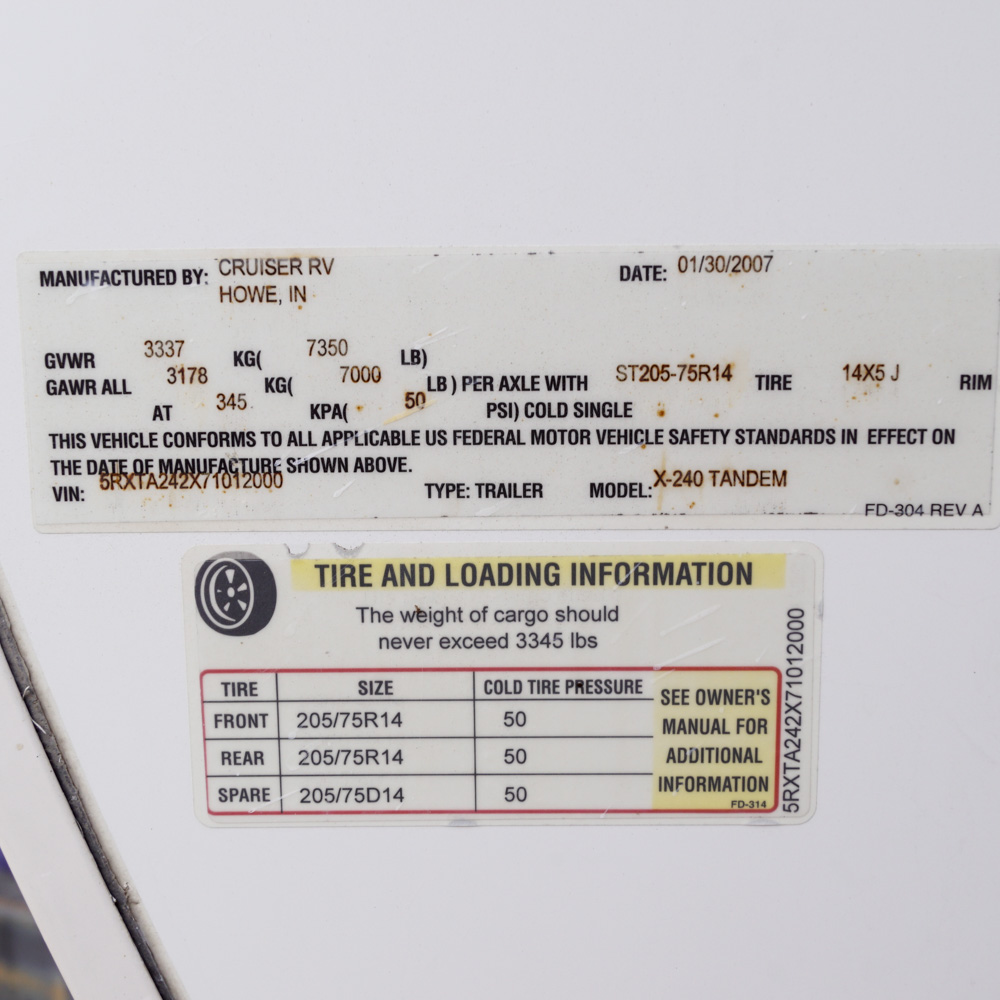 MANUFACTURED BY: CRUISER RV DATE: 01/30/2007
HOWE, IN
GVWR 3337 KG( 7350 LB)
GAWR ALL 3178 KG( 7000 LB ) PER AXLE WITH ST205-75R14 TIRE 14X5 J RIM
AT 345 KPA( 50 PSI) COLD SINGLE
THIS VEHICLE CONFORMS TO ALL APPLICABLE US FEDERAL MOTOR VEHICLE SAFETY STANDARDS IN EFFECT ON
THE DATE OF MANUFACTURE SHOWN ABOVE.
VIN: 5RXTA242X71012000 TYPE: TRAILER MODEL: X-240 TANDEM
FD-304 REV A
TIRE AND LOADING INFORMATION
The weight of cargo should
never exceed 3345 lbs
TIRE SIZE COLD TIRE PRESSURE
FRONT 205/75R14 50
REAR 205/75R14 50
SPARE 205/75D14 50
SEE OWNER'S
MANUAL FOR
ADDITIONAL
INFORMATION
FD-314
5RXTA242X71012000